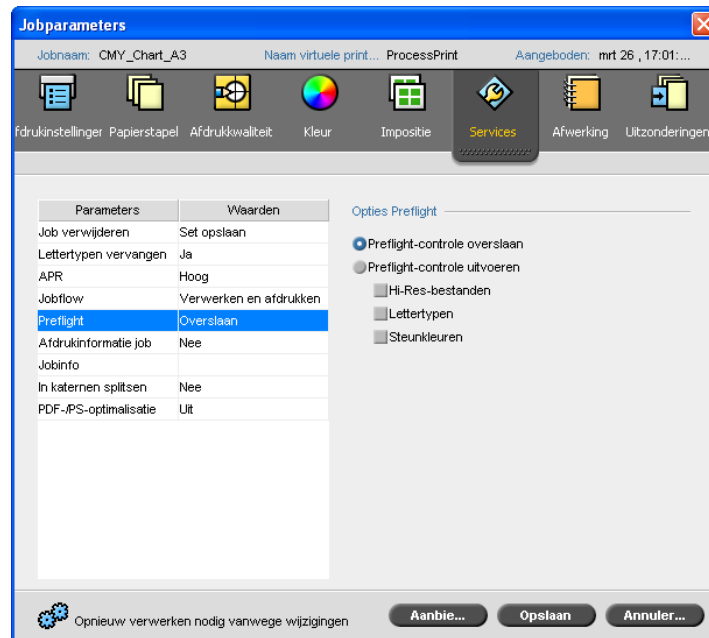 Jobparameters
Jobnaam: CMY_Chart_A3 Naam virtuele print... ProcessPrint Aangeboden: mrt 26 , 17:01:...
fdrukinstellinger Papierstapel Afdrukkwaliteit Kleur Impositie Services Afwerking Uitzonderingen
Parameters Waarden
Opties Preflight
Job verwijderen Set opslaan
Lettertypen vervangen Ja
APR Hoog
Jobflow Verwerken en afdrukken
Preflight Overslaan
Afdrukinformatie job Nee
Jobinfo
In katernen splitsen Nee
PDF-/PS-optimalisatie Uit
Preflight-controle overslaan
Preflight-controle uitvoeren
Hi-Res-bestanden
Lettertypen
Steunkleuren
Opnieuw verwerken nodig vanwege wijzigingen
Aanbie... Opslaan Annuler...